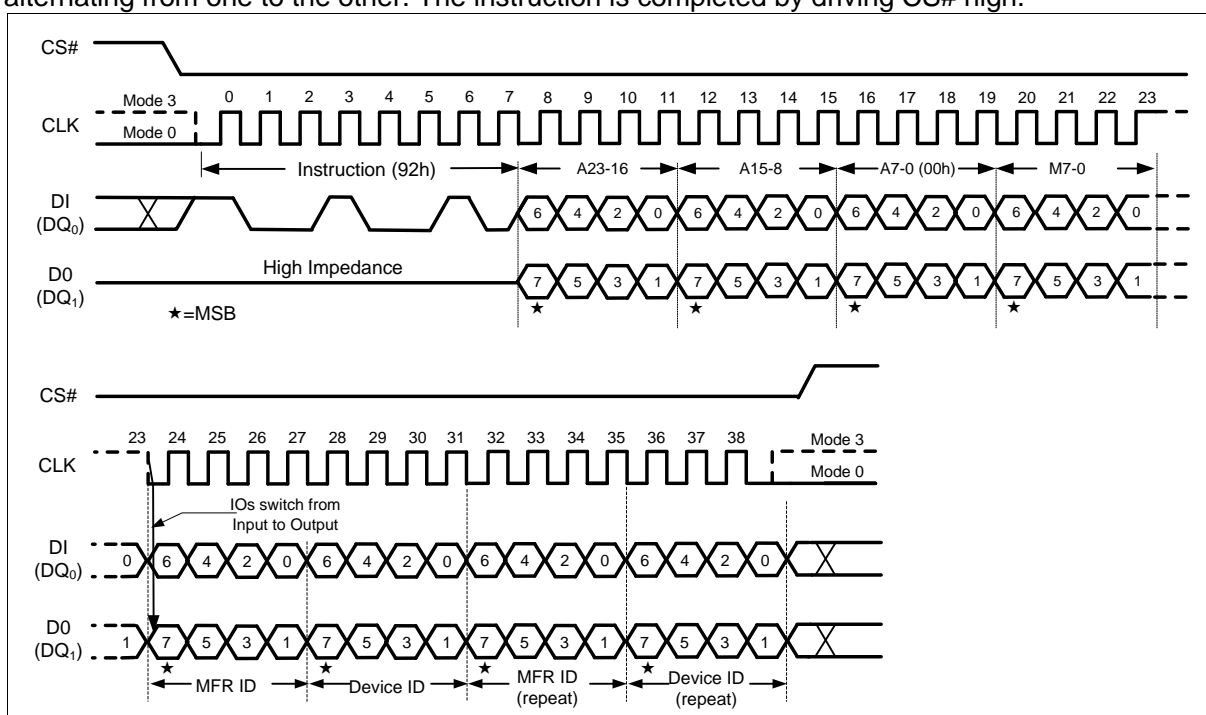 alternating from one to the other. The instruction is completed by driving CS# high.
CS#
Mode 3 0 1 2 3 4 5 6 7 8 9 10 11 12 13 14 15 16 17 18 19 20 21 22 23
CLK
Mode 0
Instruction (92h) A23-16 A15-8 A7-0 (00h) M7-0
DI
(DQ0)
6 4 2 0 6 4 2 0 6 4 2 0 6 4 2 0
D0
(DQ1)
High Impedance
7 5 3 1 7 5 3 1 7 5 3 1 7 5 3 1
★ ★ ★ ★
★=MSB
CS#
23 24 25 26 27 28 29 30 31 32 33 34 35 36 37 38 Mode 3
CLK
Mode 0
IOs switch from
Input to Output
DI
(DQ0)
0 6 4 2 0 6 4 2 0 6 4 2 0 6 4 2 0
D0
(DQ1)
1 7 5 3 1 7 5 3 1 7 5 3 1 7 5 3 1
★ ★ ★ ★
MFR ID Device ID MFR ID
(repeat) Device ID
(repeat)